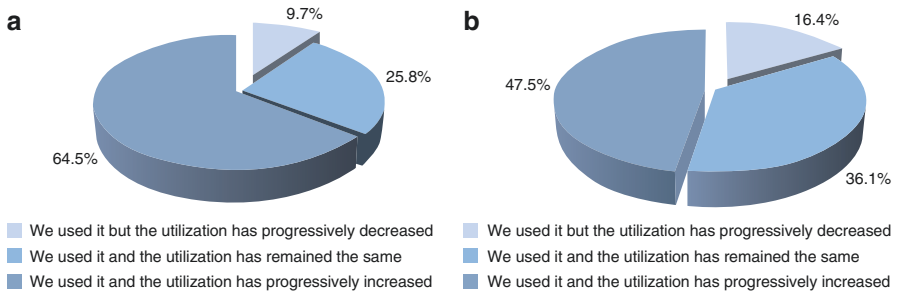 a
9.7%
25.8%
64.5%
We used it but the utilization has progressively decreased
We used it and the utilization has remained the same
We used it and the utilization has progressively increased
b
16.4%
47.5%
36.1%
We used it but the utilization has progressively decreased
We used it and the utilization has remained the same
We used it and the utilization has progressively increased